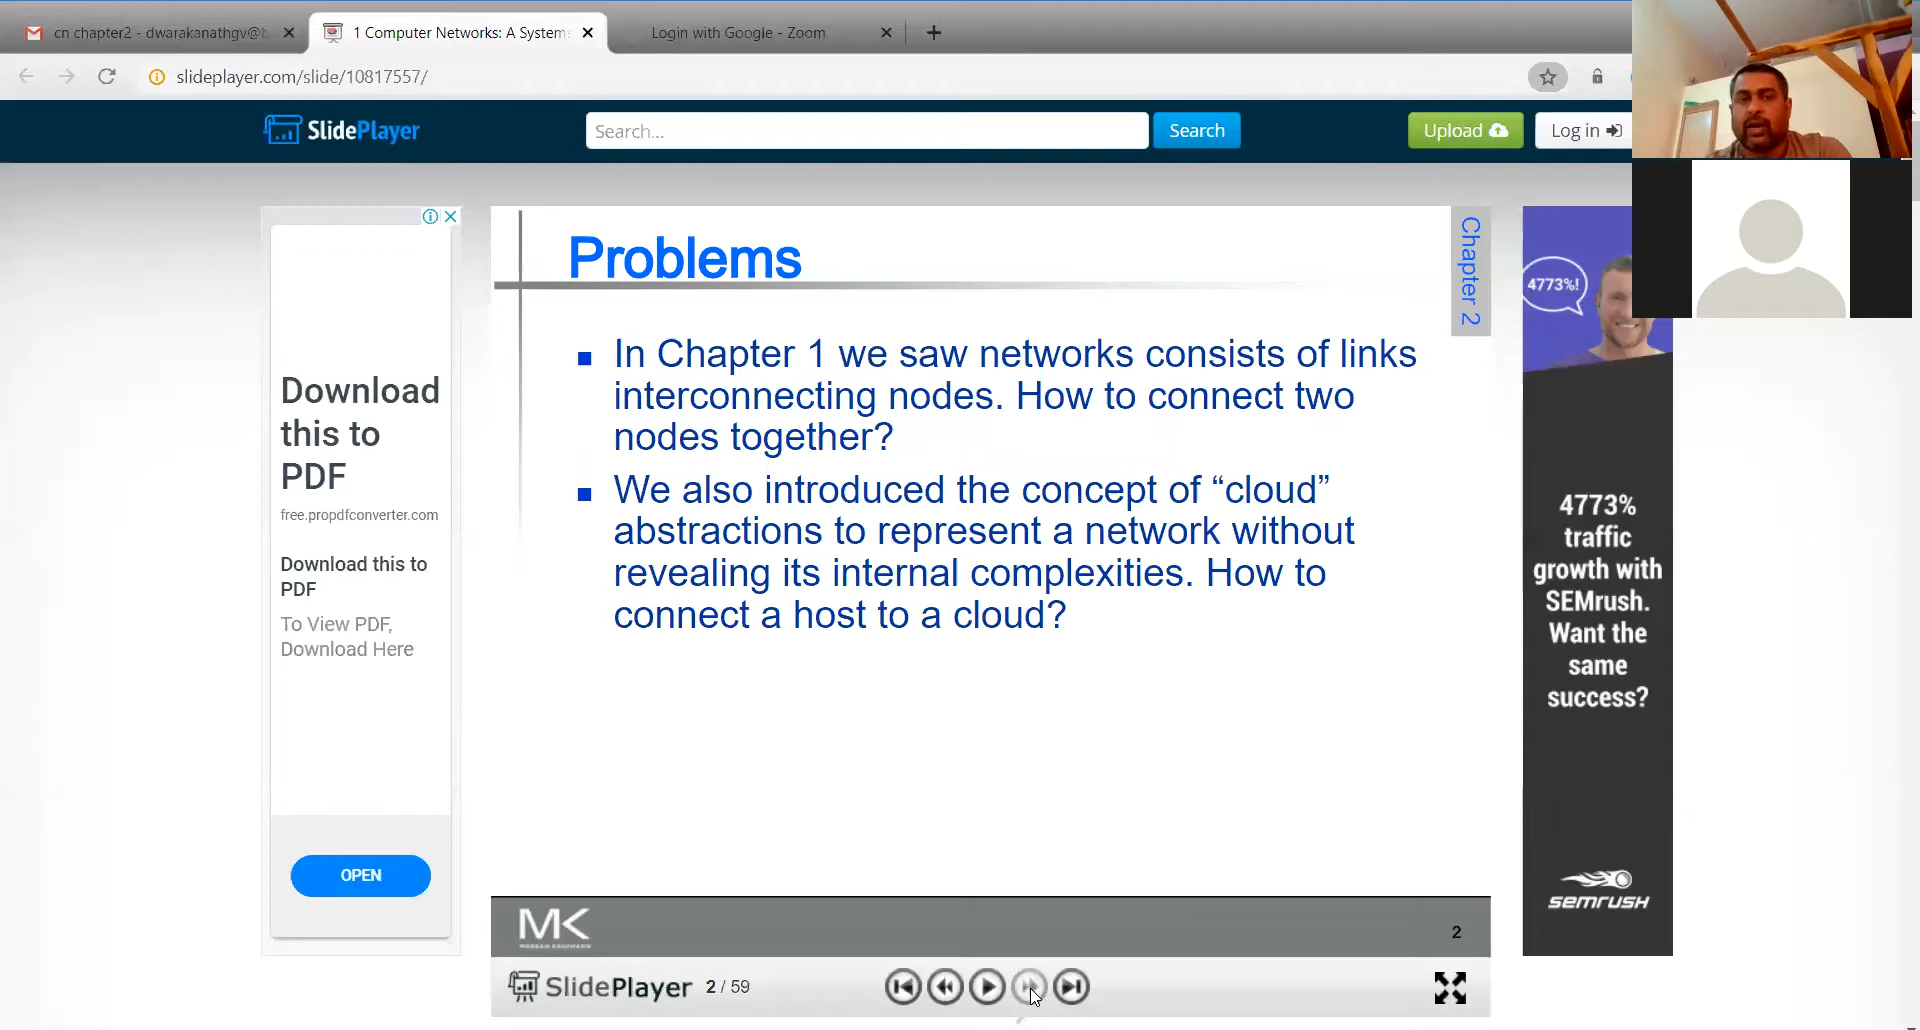 cn chapter2 - dwarakanathgv@b
1 Computer Networks: A System
Login with Google - Zoom
slideplayer.com/slide/10817557/
SlidePlayer
Search...
Search
Upload
Log in
Download
this to
PDF
free.propdfconverter.com
Download this to
PDF
To View PDF,
Download Here
OPEN
Problems
Chapter 2
In Chapter 1 we saw networks consists of links
interconnecting nodes. How to connect two
nodes together?
We also introduced the concept of “cloud”
abstractions to represent a network without
revealing its internal complexities. How to
connect a host to a cloud?
MK
2
SlidePlayer 2 / 59
4773%!
4773%
traffic
growth with
SEMrush.
Want the
same
success?
SEMRUSH